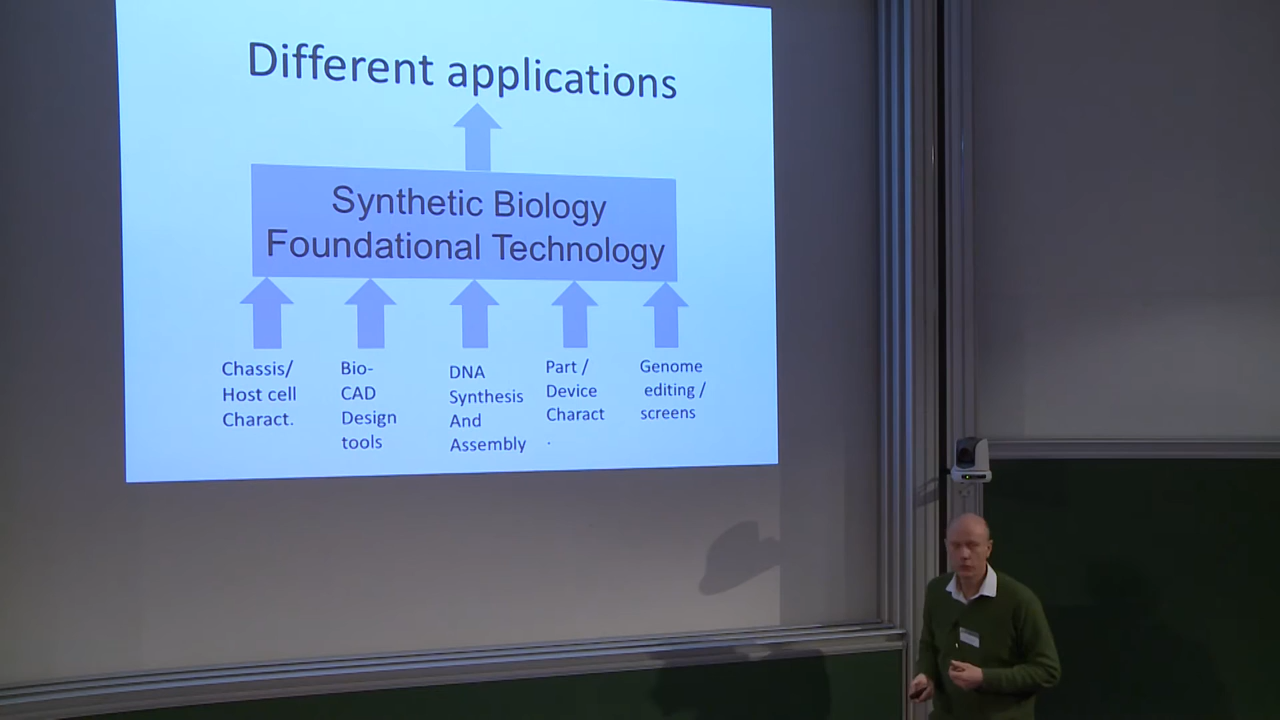 Different applications
Synthetic Biology
Foundational Technology
Chassis/
Host cell
Charact.
Bio-
CAD
Design
tools
DNA
Synthesis
And
Assembly
Part /
Device
Charact
.
Genome
editing /
screens